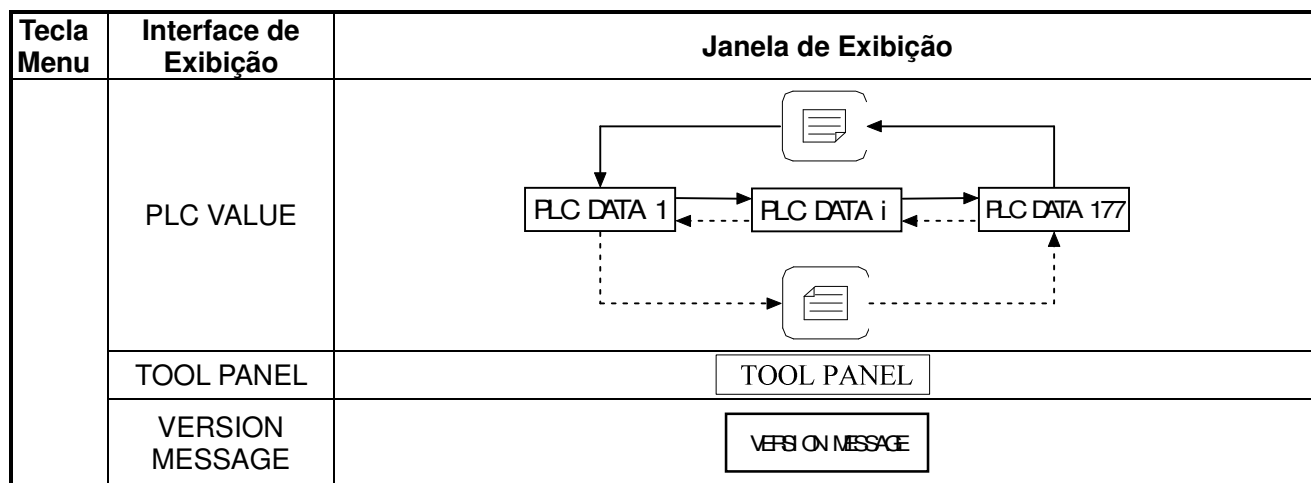 Tecla
Menu
Interface de
Exibição
Janela de Exibição
PLC VALUE
PLC DATA 1
PLC DATA i
PLC DATA 177
TOOL PANEL
TOOL PANEL
VERSION
MESSAGE
VERSION MESSAGE